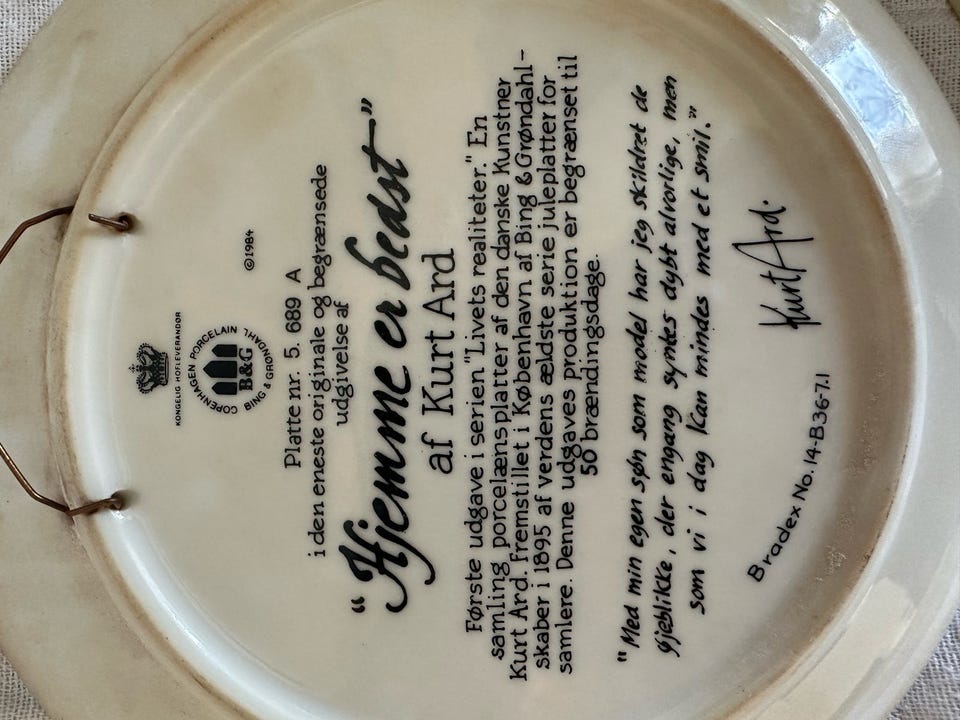 KONGELIG HOFLEVERANDØR
COPENHAGEN PORCELAIN
B&G
BING & GRØNDAHL
©1984
Platte nr. 5. 689 A
i den eneste originale og begrænsede
udgivelse af
"Hjemme er bedst"
af Kurt Ard
Første udgave i serien "Livets realiteter." En
samling porcelænsplatter af den danske Kunstner
Kurt Ard. Fremstillet i København af Bing & Grøndahl-
skaber i 1895 af verdens ældste serie juleplatter for
samlere. Denne udgaves produktion er begrænset til
50 brændingsdage.
"Med min egen søn som model har jeg skildret de
øjeblikke, der engang syntes dybt alvorlige, men
som vi i dag kan mindes med et smil."
Kurt Ard.
Bradex No. 14-B36-7.1